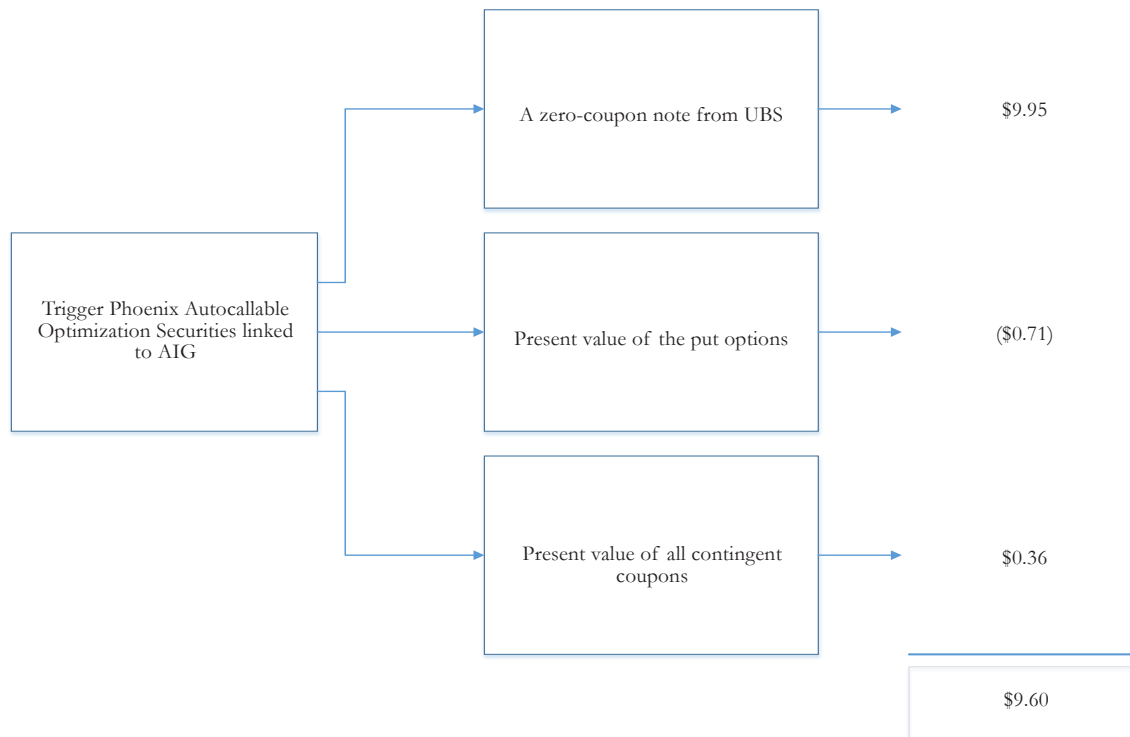 A zero-coupon note from UBS
$9.95
Trigger Phoenix Autocallable
Optimization Securities linked
to AIG
Present value of the put options
($0.71)
Present value of all contingent
coupons
$0.36
$9.60